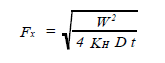 Fx = √(W² / (4 KH D t))